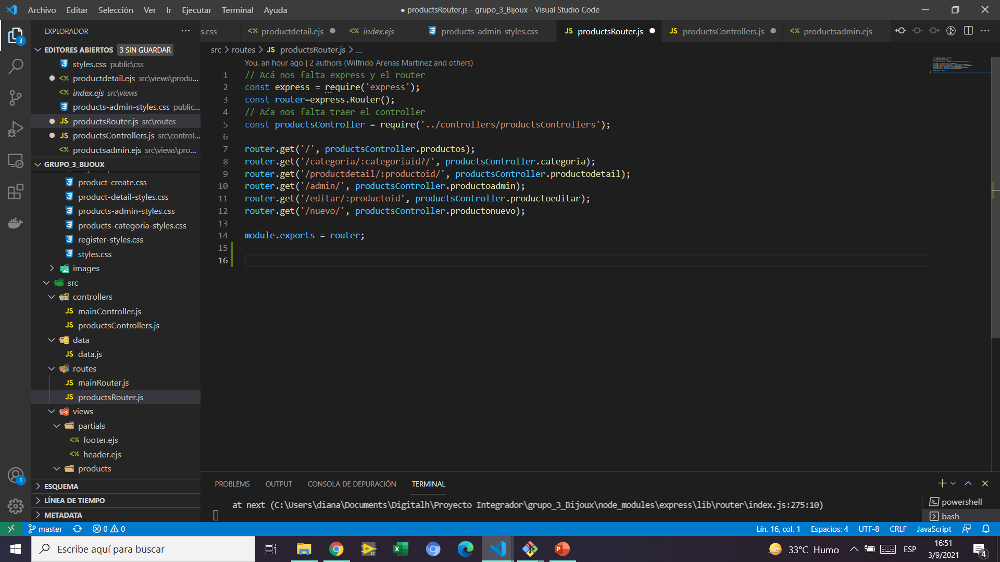 Archivo Editar Selección Ver Ir Ejecutar Terminal Ayuda
● productsRouter.js - grupo_3_Bijoux - Visual Studio Code
EXPLORADOR
s.css productdetail.ejs index.ejs products-admin-styles.css productsRouter.js productsControllers.js productsadmin.ejs
EDITORES ABIERTOS 3 SIN GUARDAR
styles.css public\css
productdetail.ejs src\views\produ...
index.ejs src\views
products-admin-styles.css public...
productsRouter.js src\routes
productsControllers.js src\control...
productsadmin.ejs src\views\pro...
GRUPO_3_BIJOUX
product-create.css
product-detail-styles.css
products-admin-styles.css
products-categoria-styles.css
register-styles.css
styles.css
images
src
controllers
mainController.js
productsControllers.js
data
data.js
routes
mainRouter.js
productsRouter.js
views
partials
footer.ejs
header.ejs
products
ESQUEMA
LÍNEA DE TIEMPO
METADATA
src > routes > JS productsRouter.js > ...
You, an hour ago | 2 authors (Wilfrido Arenas Martinez and others)
1 // Acá nos falta express y el router
2 const express = require('express');
3 const router=express.Router();
4 // Aća nos falta traer el controller
5 const productsController = require('../controllers/productsControllers');
6
7 router.get('/', productsController.productos);
8 router.get('/categoria/:categoriaid?/', productsController.categoria);
9 router.get('/productdetail/:productoid/', productsController.productodetail);
10 router.get('/admin/', productsController.productoadmin);
11 router.get('/editar/:productoid', productsController.productoeditar);
12 router.get('/nuevo/', productsController.productonuevo);
13
14 module.exports = router;
15
16
PROBLEMS OUTPUT CONSOLA DE DEPURACIÓN TERMINAL
at next (C:\Users\diana\Documents\Digitalh\Proyecto Integrador\grupo_3_Bijoux\node_modules\express\lib\router\index.js:275:10)
powershell
bash
master 0 0
Lín. 16, col. 1 Espacios: 4 UTF-8 CRLF JavaScript
Escribe aquí para buscar
33°C Humo ESP
16:51
3/9/2021
4